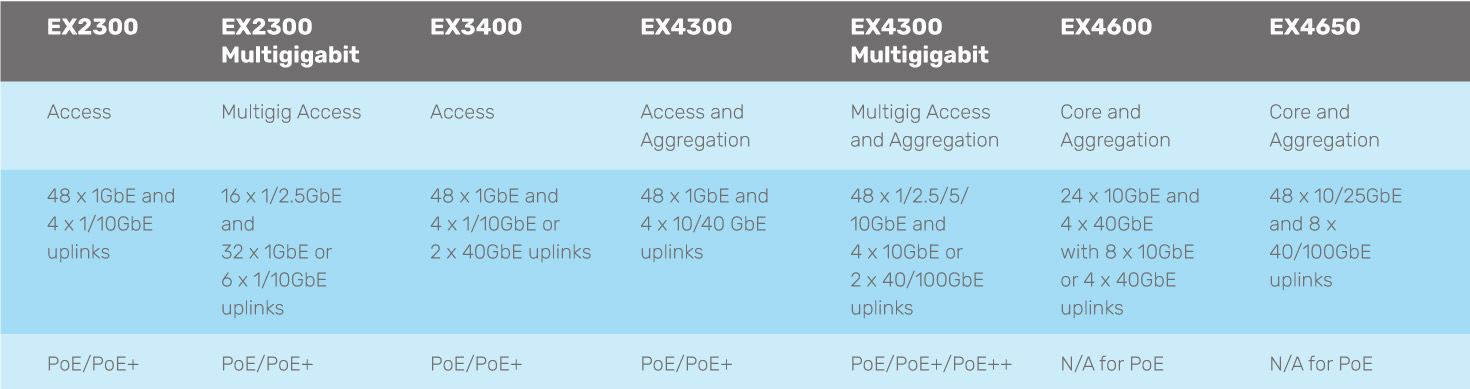 EX2300
EX2300
Multigigabit
EX3400
EX4300
EX4300
Multigigabit
EX4600
EX4650
Access
Multigig Access
Access
Access and
Aggregation
Multigig Access
and Aggregation
Core and
Aggregation
Core and
Aggregation
48 x 1GbE and
4 x 1/10GbE
uplinks
16 x 1/2.5GbE
and
32 x 1GbE or
6 x 1/10GbE
uplinks
48 x 1GbE and
4 x 1/10GbE or
2 x 40GbE uplinks
48 x 1GbE and
4 x 10/40 GbE
uplinks
48 x 1/2.5/5/
10GbE and
4 x 10GbE or
2 x 40/100GbE
uplinks
24 x 10GbE and
4 x 40GbE
with 8 x 10GbE
or 4 x 40GbE
uplinks
48 x 10/25GbE
and 8 x
40/100GbE
uplinks
PoE/PoE+
PoE/PoE+
PoE/PoE+
PoE/PoE+
PoE/PoE+/PoE++
N/A for PoE
N/A for PoE